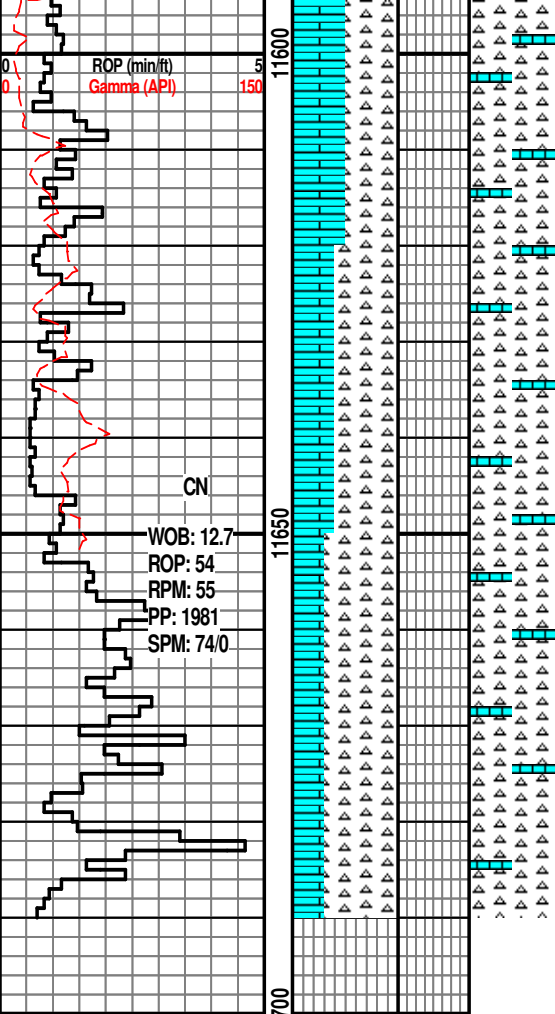 11600
0 ROP (min/ft) 5
0 Gamma (API) 150
CN
11650
WOB: 12.7
ROP: 54
RPM: 55
PP: 1981
SPM: 74/0
700